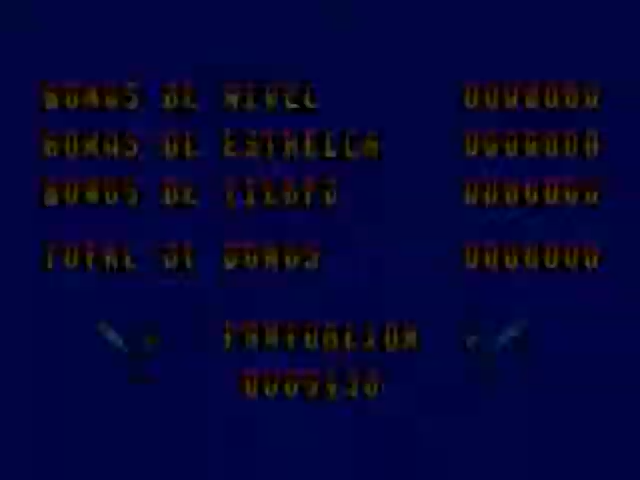 BONUS DE NIVEL 0000000
BONUS DE ESTRELLA 0000000
BONUS DE TIEMPO 0000000
TOTAL DE BONUS 0000000
PUNTUACION